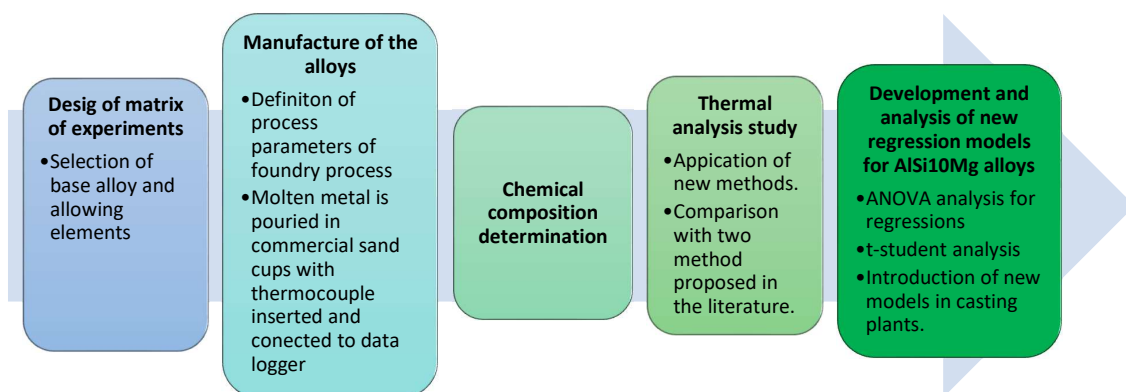 Desig of matrix
of experiments
•Selection of
base alloy and
allowing
elements
Manufacture of the
alloys
•Definiton of
process
parameters of
foundry process
•Molten metal is
pouried in
commercial sand
cups with
thermocouple
inserted and
conected to data
logger
Chemical
composition
determination
Thermal
analysis study
•Appication of
new methods.
•Comparison
with two
method
proposed in
the literature.
Development and
analysis of new
regression models
for AlSi10Mg alloys
•ANOVA analysis for
regressions
•t-student analysis
•Introduction of new
models in casting
plants.